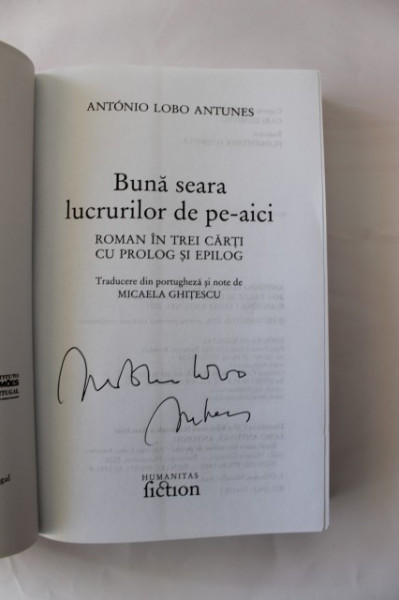 ANTÓNIO LOBO ANTUNES
Bună seara
lucrurilor de pe-aici
ROMAN ÎN TREI CĂRȚI
CU PROLOG ȘI EPILOG
Traducere din portugheză și note de
MICAELA GHIȚESCU
HUMANITAS
fiction